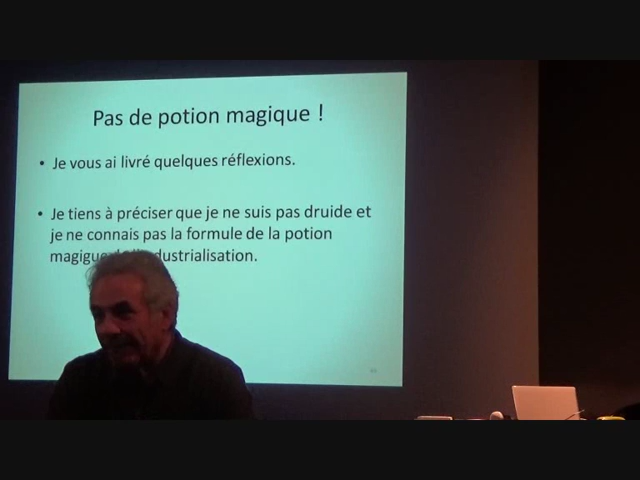 Pas de potion magique !
• Je vous ai livré quelques réflexions.
• Je tiens à préciser que je ne suis pas druide et
je ne connais pas la formule de la potion
magique dustrialisation.